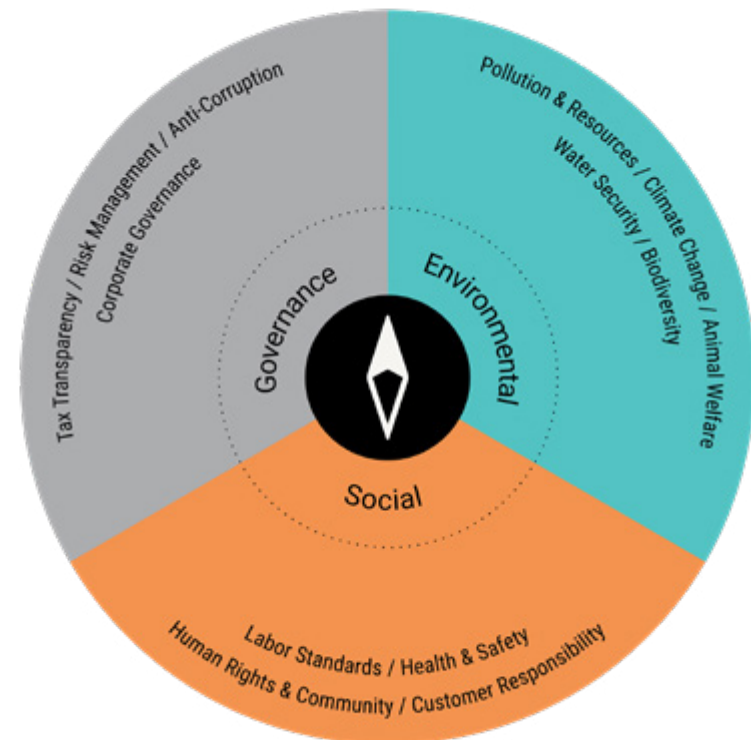 Tax Transparency / Risk Management / Anti-Corruption
Corporate Governance
Governance
Pollution & Resources / Climate Change / Animal Welfare
Water Security / Biodiversity
Environmental
Social
Labor Standards / Health & Safety
Human Rights & Community / Customer Responsibility